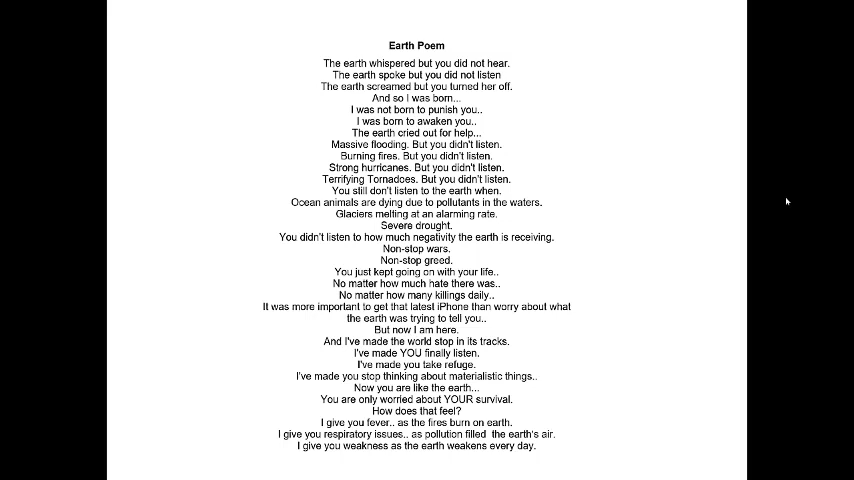 Earth Poem
The earth whispered but you did not hear.
The earth spoke but you did not listen
The earth screamed but you turned her off.
And so I was born...
I was not born to punish you..
I was born to awaken you..
The earth cried out for help...
Massive flooding. But you didn't listen.
Burning fires. But you didn't listen.
Strong hurricanes. But you didn't listen.
Terrifying Tornadoes. But you didn't listen.
You still don't listen to the earth when.
Ocean animals are dying due to pollutants in the waters.
Glaciers melting at an alarming rate.
Severe drought.
You didn't listen to how much negativity the earth is receiving.
Non-stop wars.
Non-stop greed.
You just kept going on with your life..
No matter how much hate there was..
No matter how many killings daily..
It was more important to get that latest iPhone than worry about what
the earth was trying to tell you..
But now I am here.
And I've made the world stop in its tracks.
I've made YOU finally listen.
I've made you take refuge.
I've made you stop thinking about materialistic things..
Now you are like the earth...
You are only worried about YOUR survival.
How does that feel?
I give you fever.. as the fires burn on earth.
I give you respiratory issues.. as pollution filled the earth's air.
I give you weakness as the earth weakens every day.